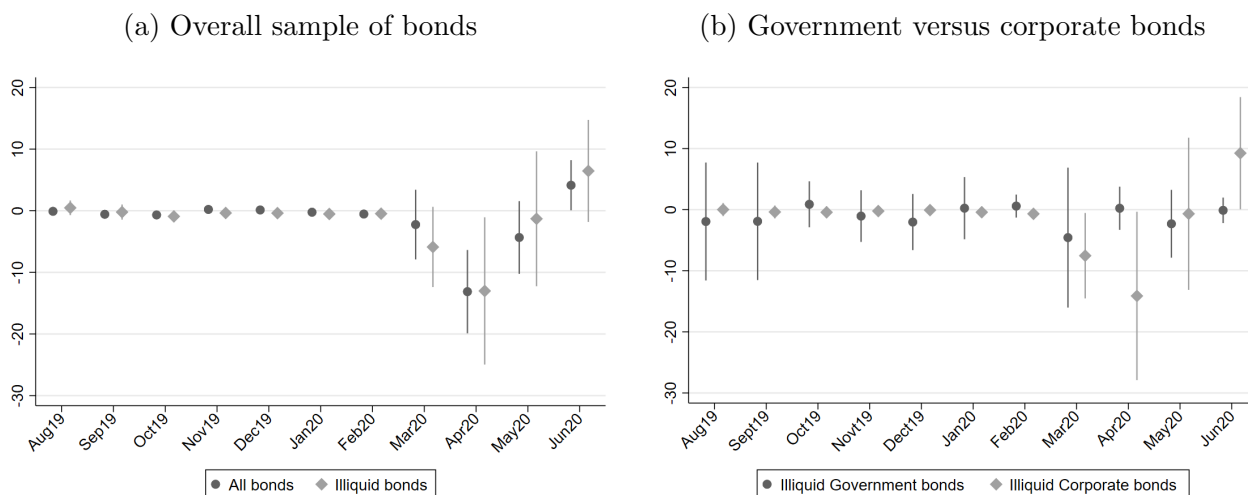 (a) Overall sample of bonds
20
10
0
-10
-20
-30
Aug19
Sep19
Oct19
Nov19
Dec19
Jan20
Feb20
Mar20
Apr20
May20
Jun20
All bonds
Illiquid bonds
(b) Government versus corporate bonds
20
10
0
-10
-20
-30
Aug19
Sept19
Oct19
Novt19
Dect19
Jan20
Feb20
Mar20
Apr20
May20
Jun20
Illiquid Government bonds
Illiquid Corporate bonds